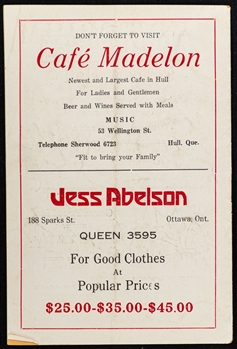 DON'T FORGET TO VISIT
Café Madelon
Newest and Largest Cafe in Hull
For Ladies and Gentlemen
Beer and Wines Served with Meals
MUSIC
53 Wellington St.
Telephone Sherwood 6723 Hull, Que.
"Fit to bring your Family"
Jess Abelson
188 Sparks St. Ottawa, Ont.
QUEEN 3595
For Good Clothes
At
Popular Prices
$25.00-$35.00-$45.00